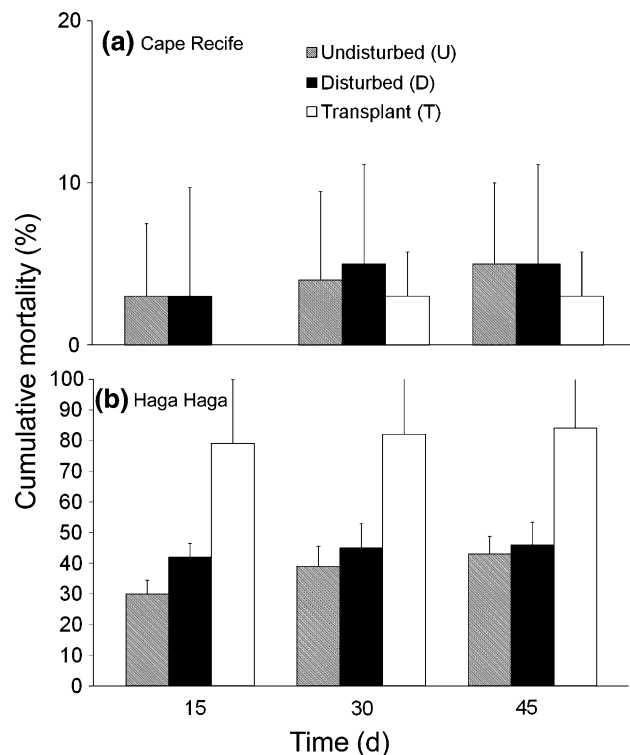 20
(a) Cape Recife
Undisturbed (U)
Disturbed (D)
Transplant (T)
10
0
Cumulative mortality (%)
100
(b) Haga Haga
90
80
70
60
50
40
30
20
10
0
15 30 45
Time (d)